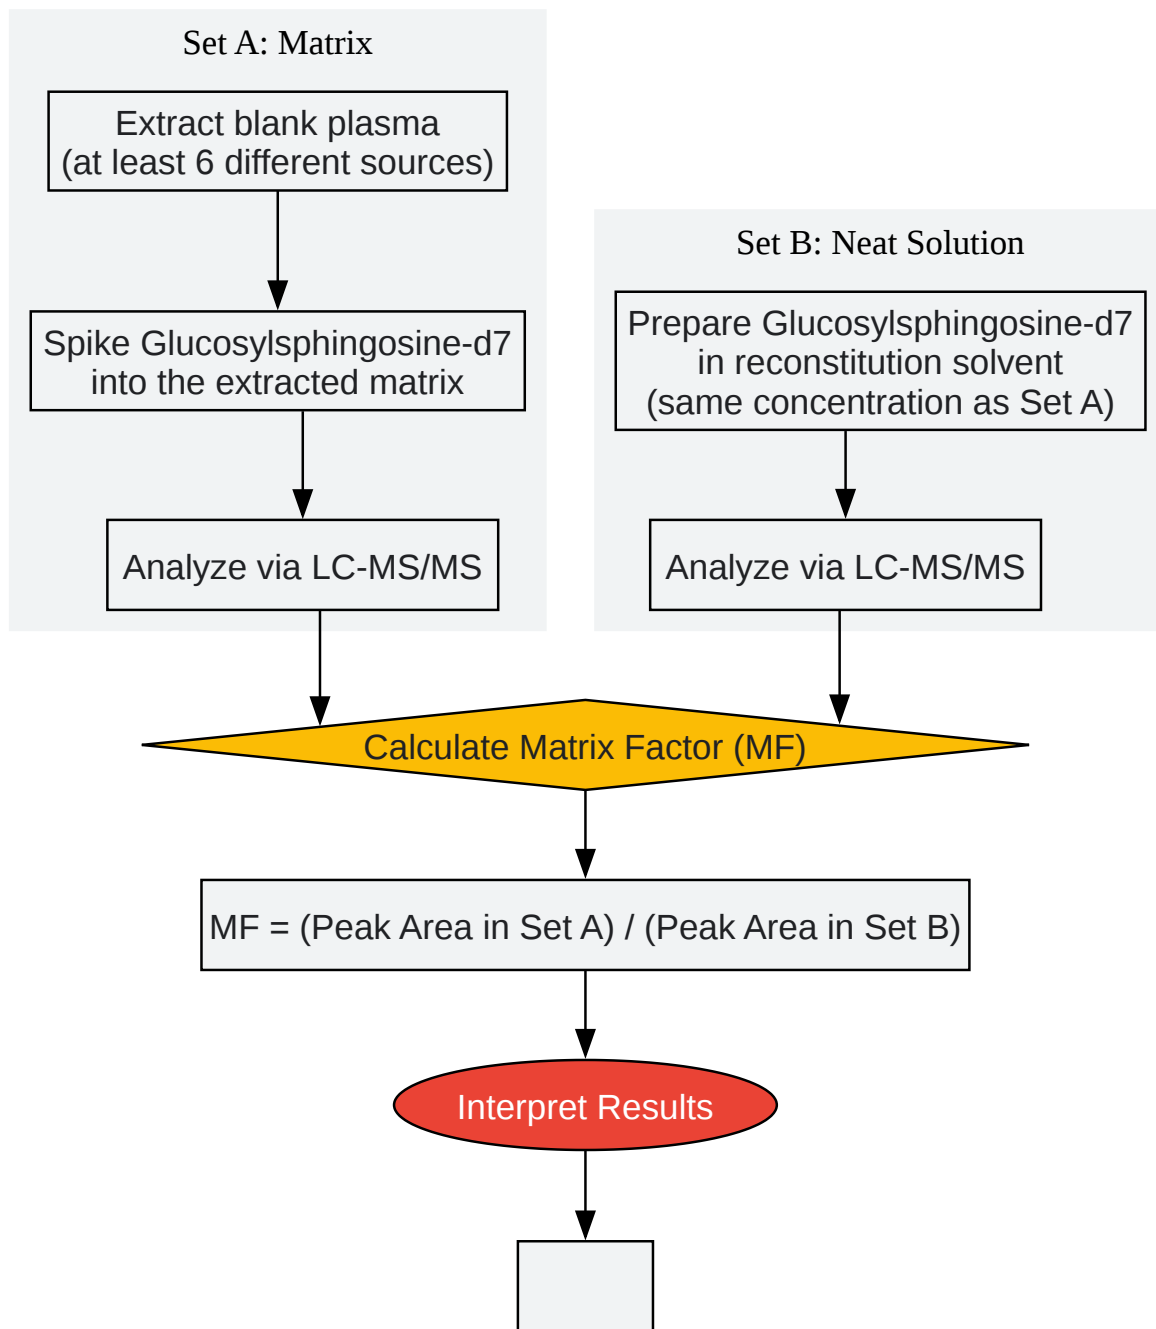 Set A: Matrix
Extract blank plasma
(at least 6 different sources)
Spike Glucosylsphingosine-d7
into the extracted matrix
Analyze via LC-MS/MS
Set B: Neat Solution
Prepare Glucosylsphingosine-d7
in reconstitution solvent
(same concentration as Set A)
Analyze via LC-MS/MS
Calculate Matrix Factor (MF)
MF = (Peak Area in Set A) / (Peak Area in Set B)
Interpret Results